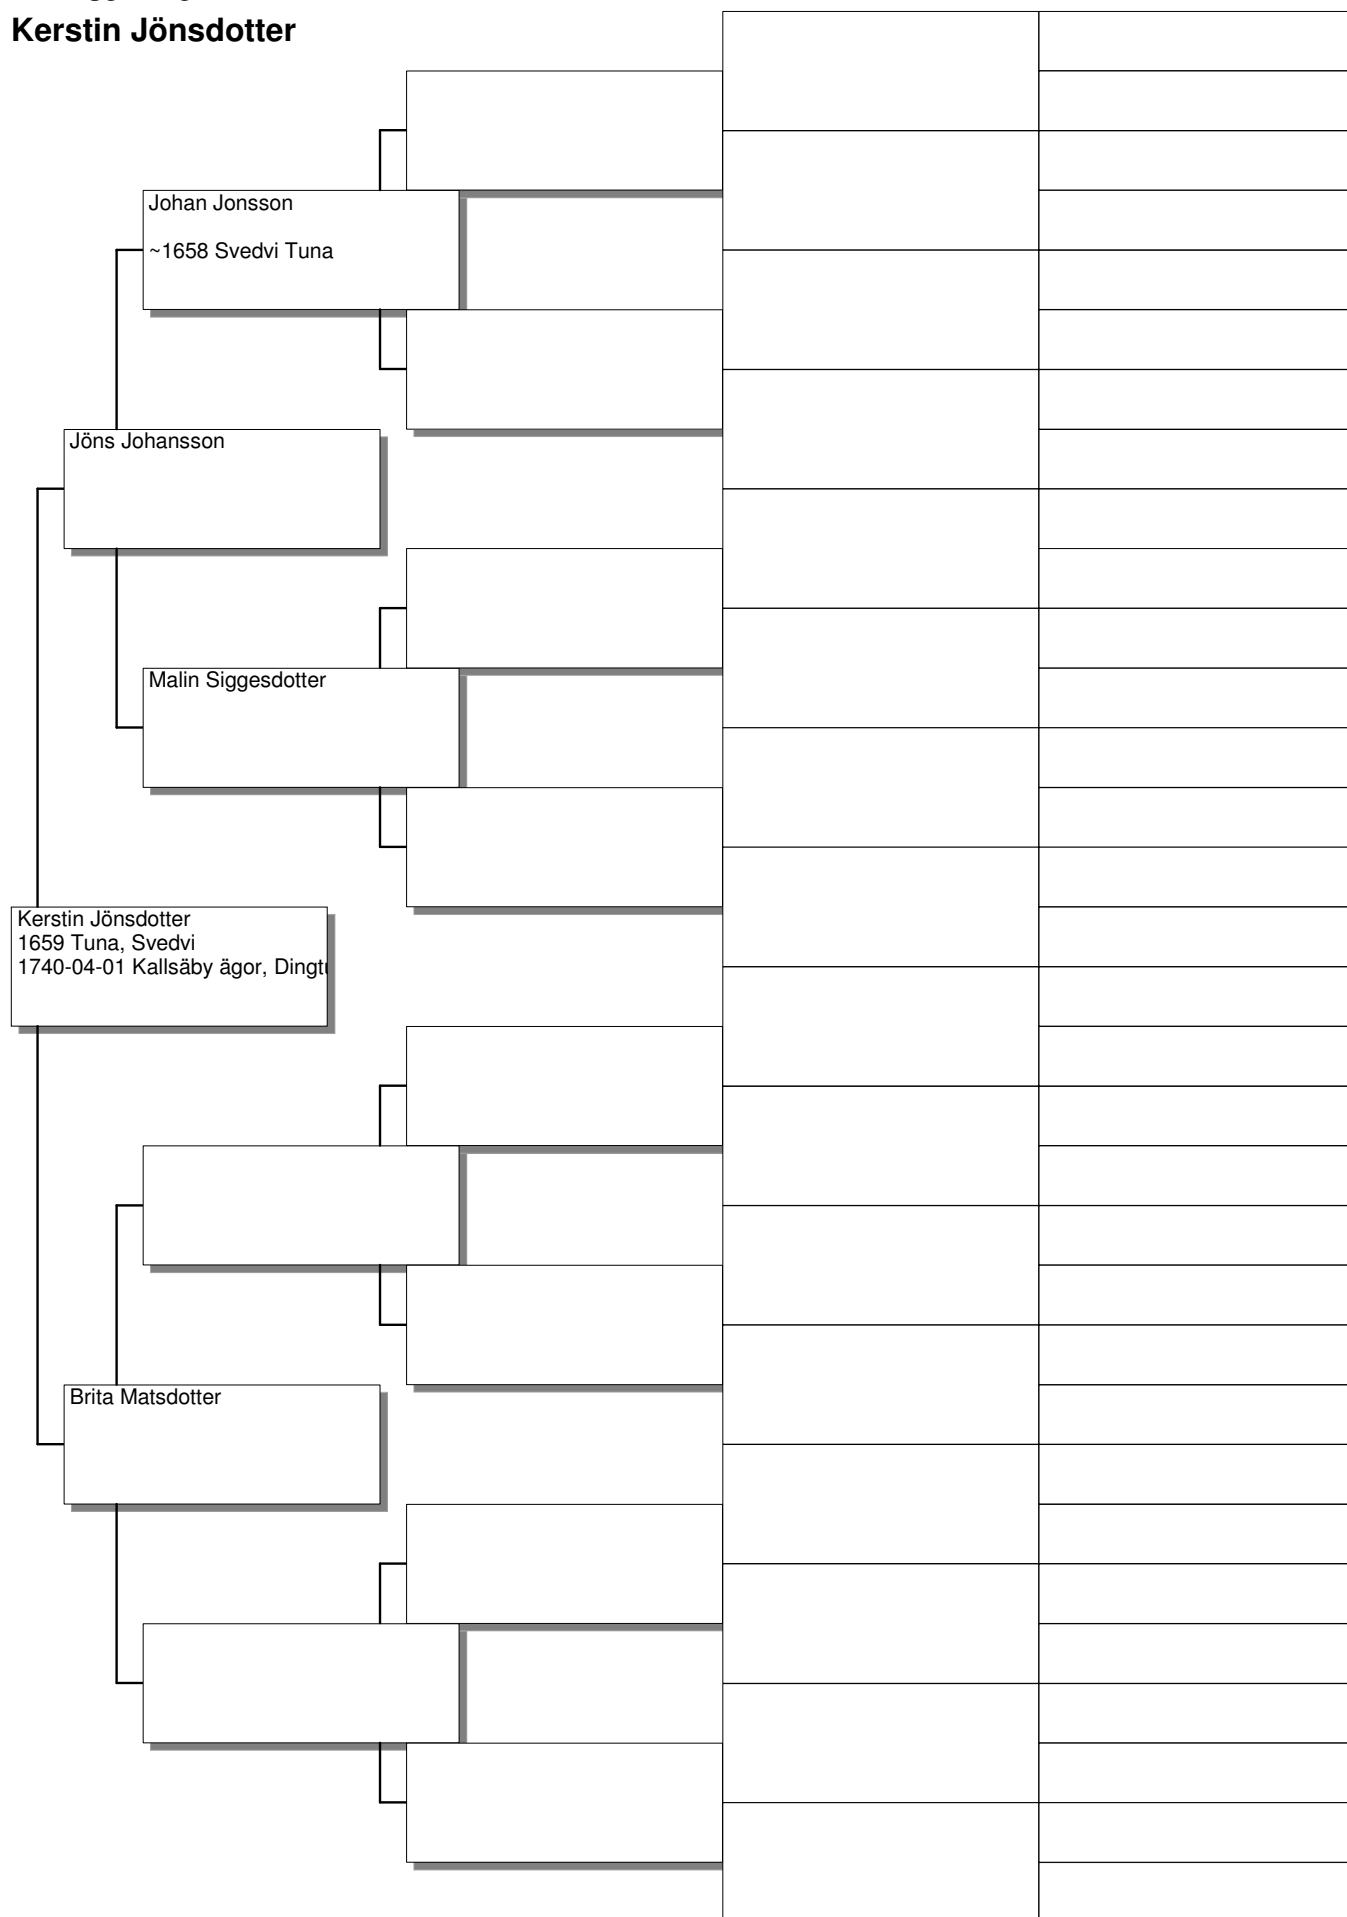 Kerstin Jönsdotter
Johan Jonsson
~1658 Svedvi Tuna
Jöns Johansson
Malin Siggesdotter
Kerstin Jönsdotter
1659 Tuna, Svedvi
1740-04-01 Kallsäby ägor,
Brita Matsdotter